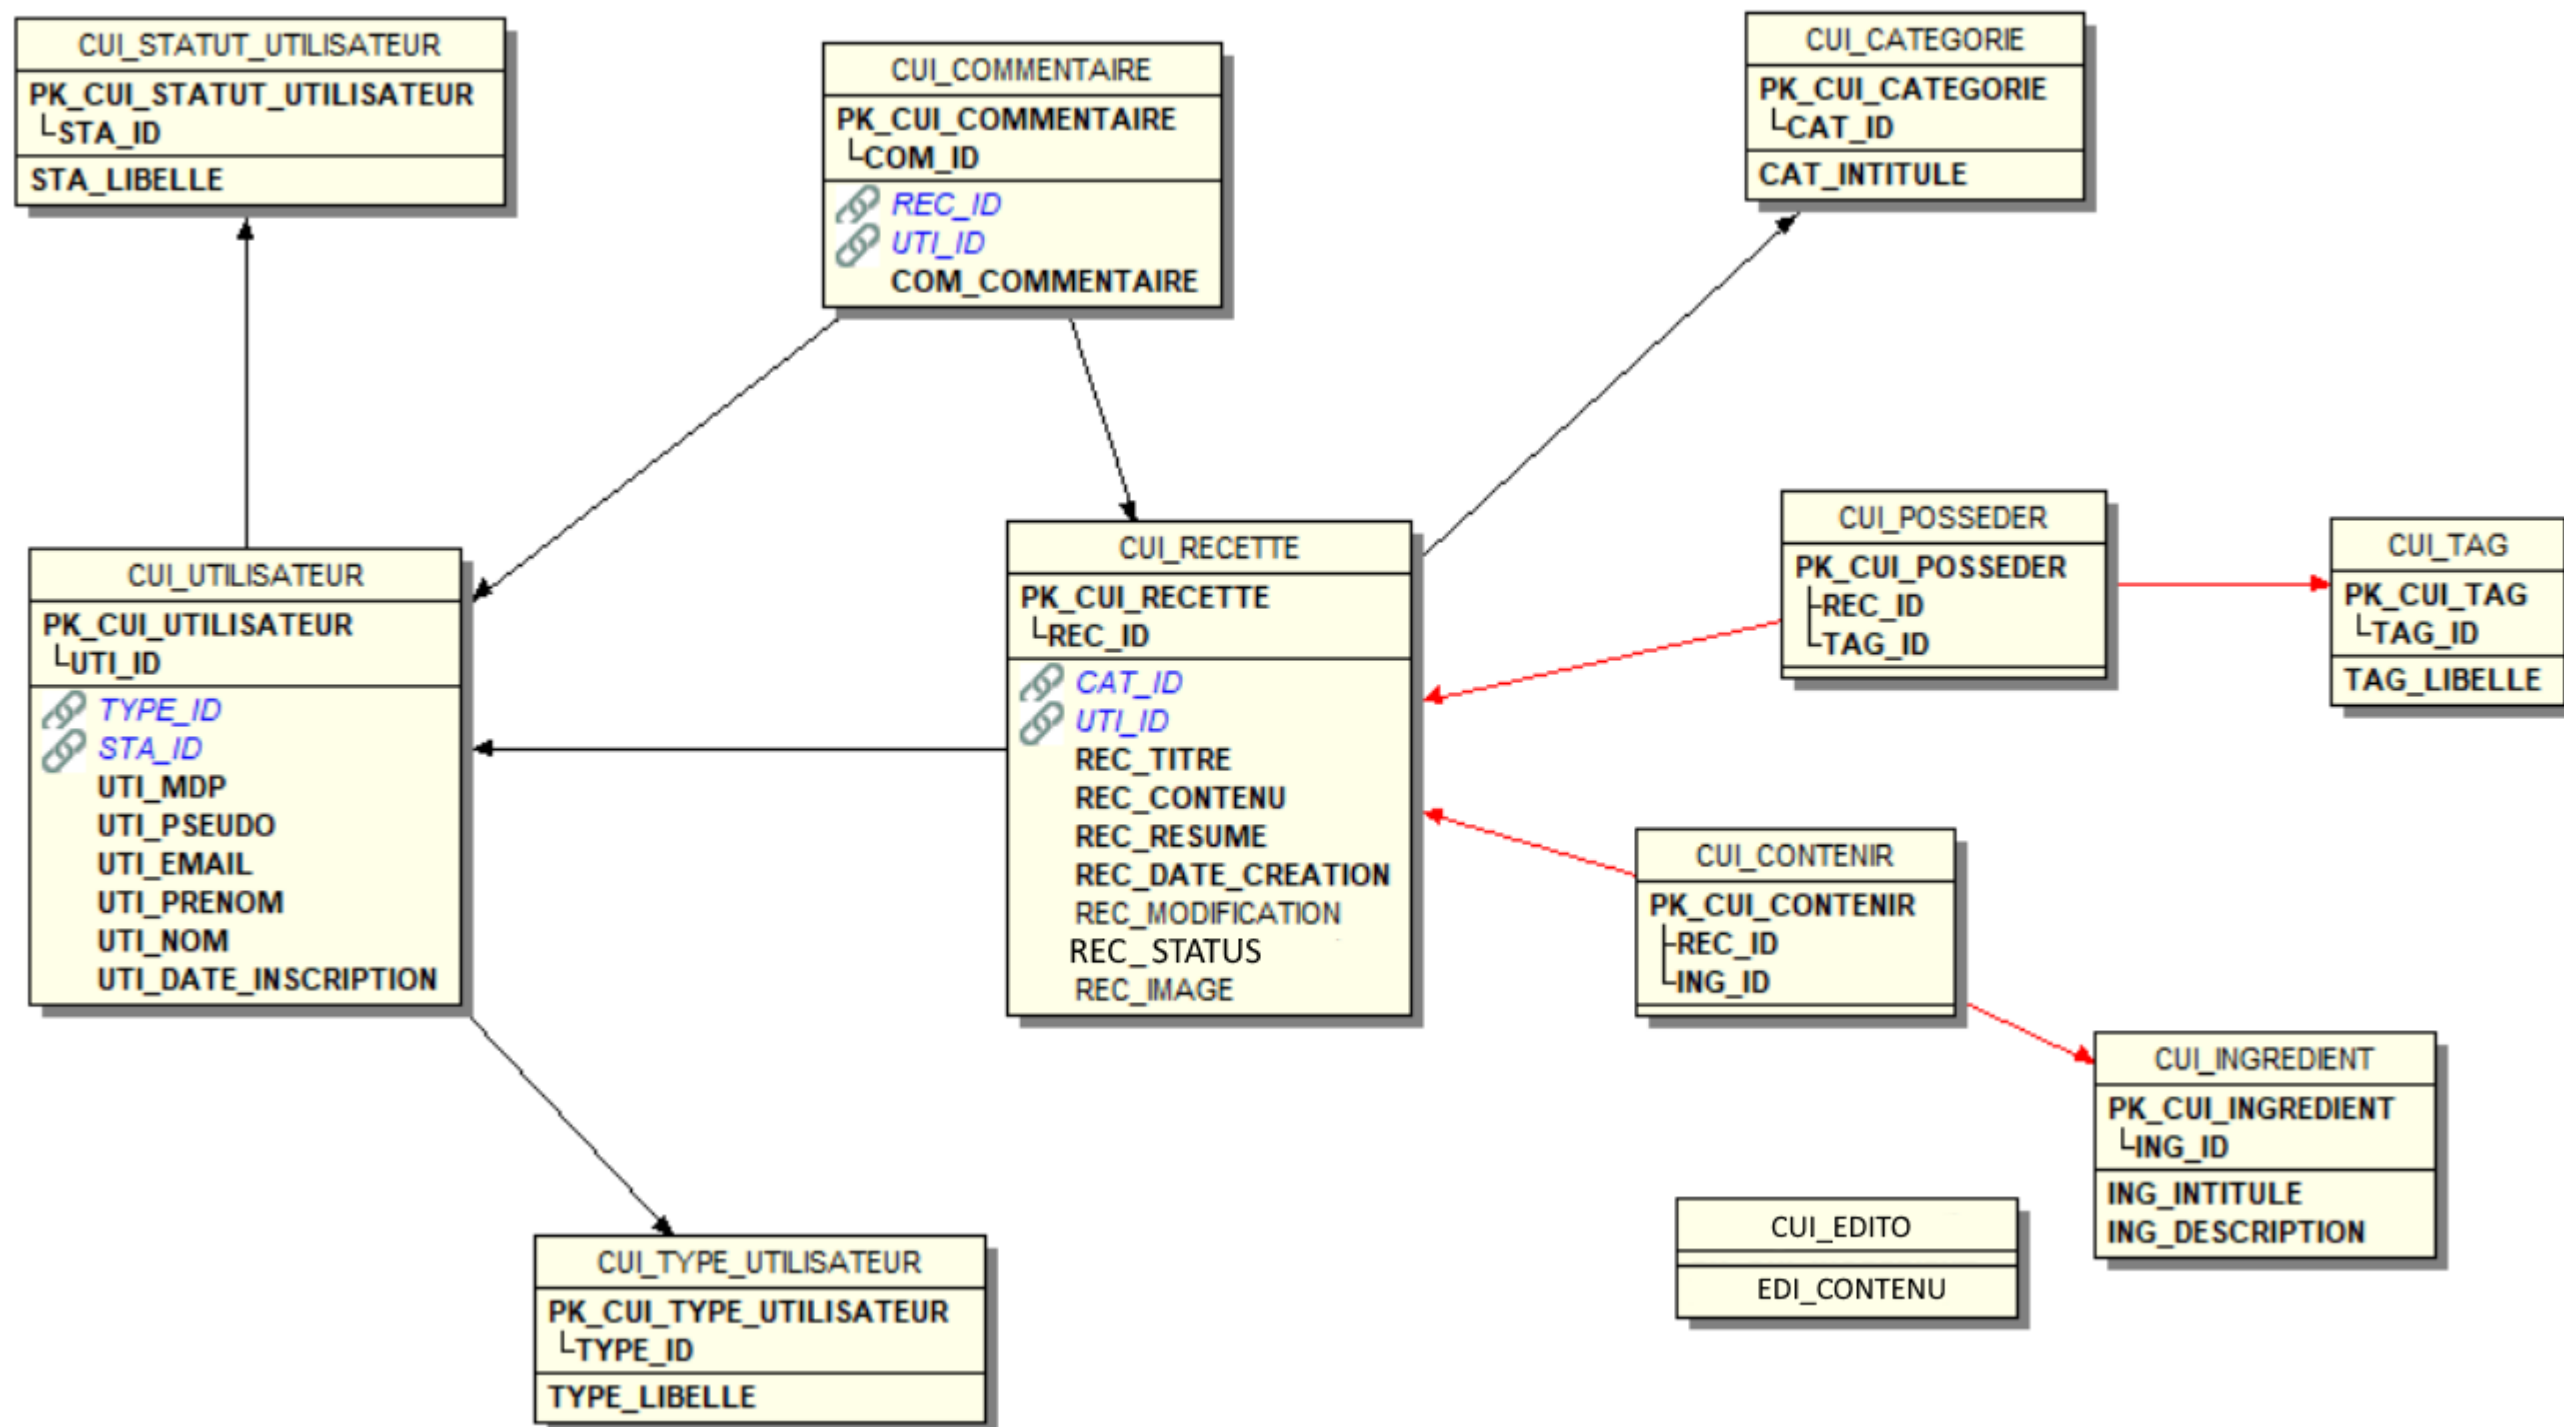 CUI_STATUT_UTILISATEUR
PK_CUI_STATUT_UTILISATEUR
STA_ID
STA_LIBELLE
CUI_COMMENTAIRE
PK_CUI_COMMENTAIRE
COM_ID
REC_ID
UTI_ID
COM_COMMENTAIRE
CUI_CATEGORIE
PK_CUI_CATEGORIE
CAT_ID
CAT_INTITULE
CUI_UTILISATEUR
PK_CUI_UTILISATEUR
UTI_ID
TYPE_ID
STA_ID
UTI_MDP
UTI_PSEUDO
UTI_EMAIL
UTI_PRENOM
UTI_NOM
UTI_DATE_INSCRIPTION
CUI_RECETTE
PK_CUI_RECETTE
REC_ID
CAT_ID
UTI_ID
REC_TITRE
REC_CONTENU
REC_RESUME
REC_DATE_CREATION
REC_MODIFICATION
REC_STATUS
REC_IMAGE
CUI_POSSEDER
PK_CUI_POSSEDER
REC_ID
TAG_ID
CUI_TAG
PK_CUI_TAG
TAG_ID
TAG_LIBELLE
CUI_CONTENIR
PK_CUI_CONTENIR
REC_ID
ING_ID
CUI_INGREDIENT
PK_CUI_INGREDIENT
ING_ID
ING_INTITULE
ING_DESCRIPTION
CUI_EDITO
EDI_CONTENU
CUI_TYPE_UTILISATEUR
PK_CUI_TYPE_UTILISATEUR
TYPE_ID
TYPE_LIBELLE